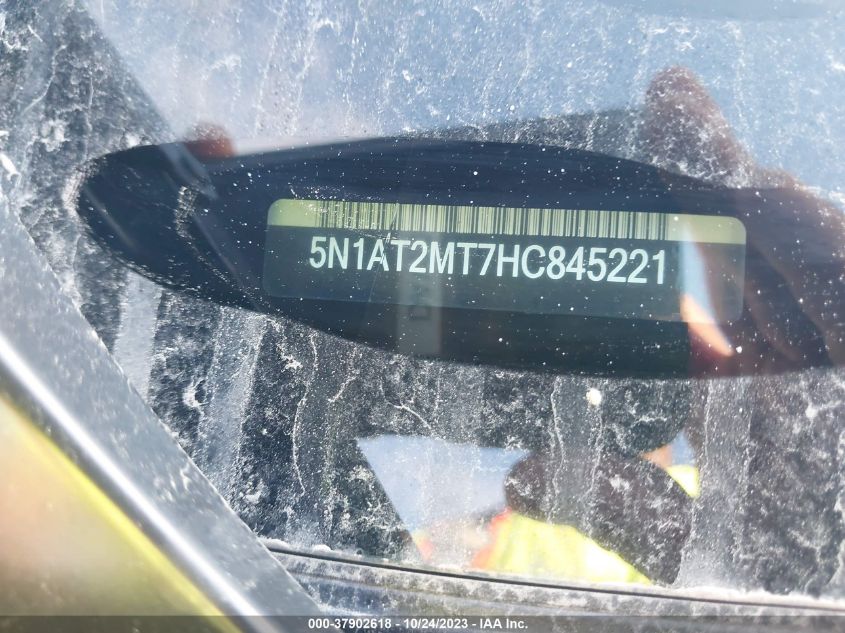 5N1AT2MT7HC845221
000-37902618 - 10/24/2023 - IAA Inc.